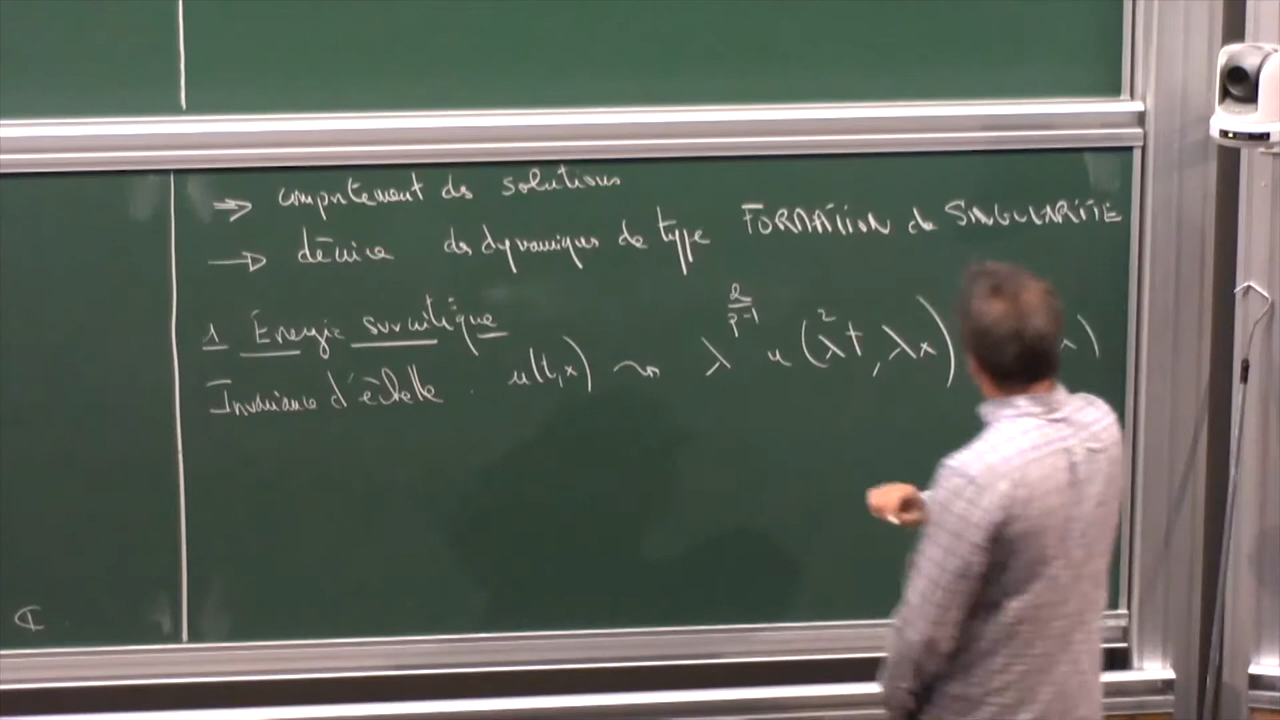 ⇒ comportement des solutions
→ décrire des dynamiques de type FORMATION de SINGULARITÉ
1 Énergie surcritique
Invariance d'échelle . u(t,x) ⇝ λ^{2/(p-1)} u(λ²t, λx) x)
ℂ